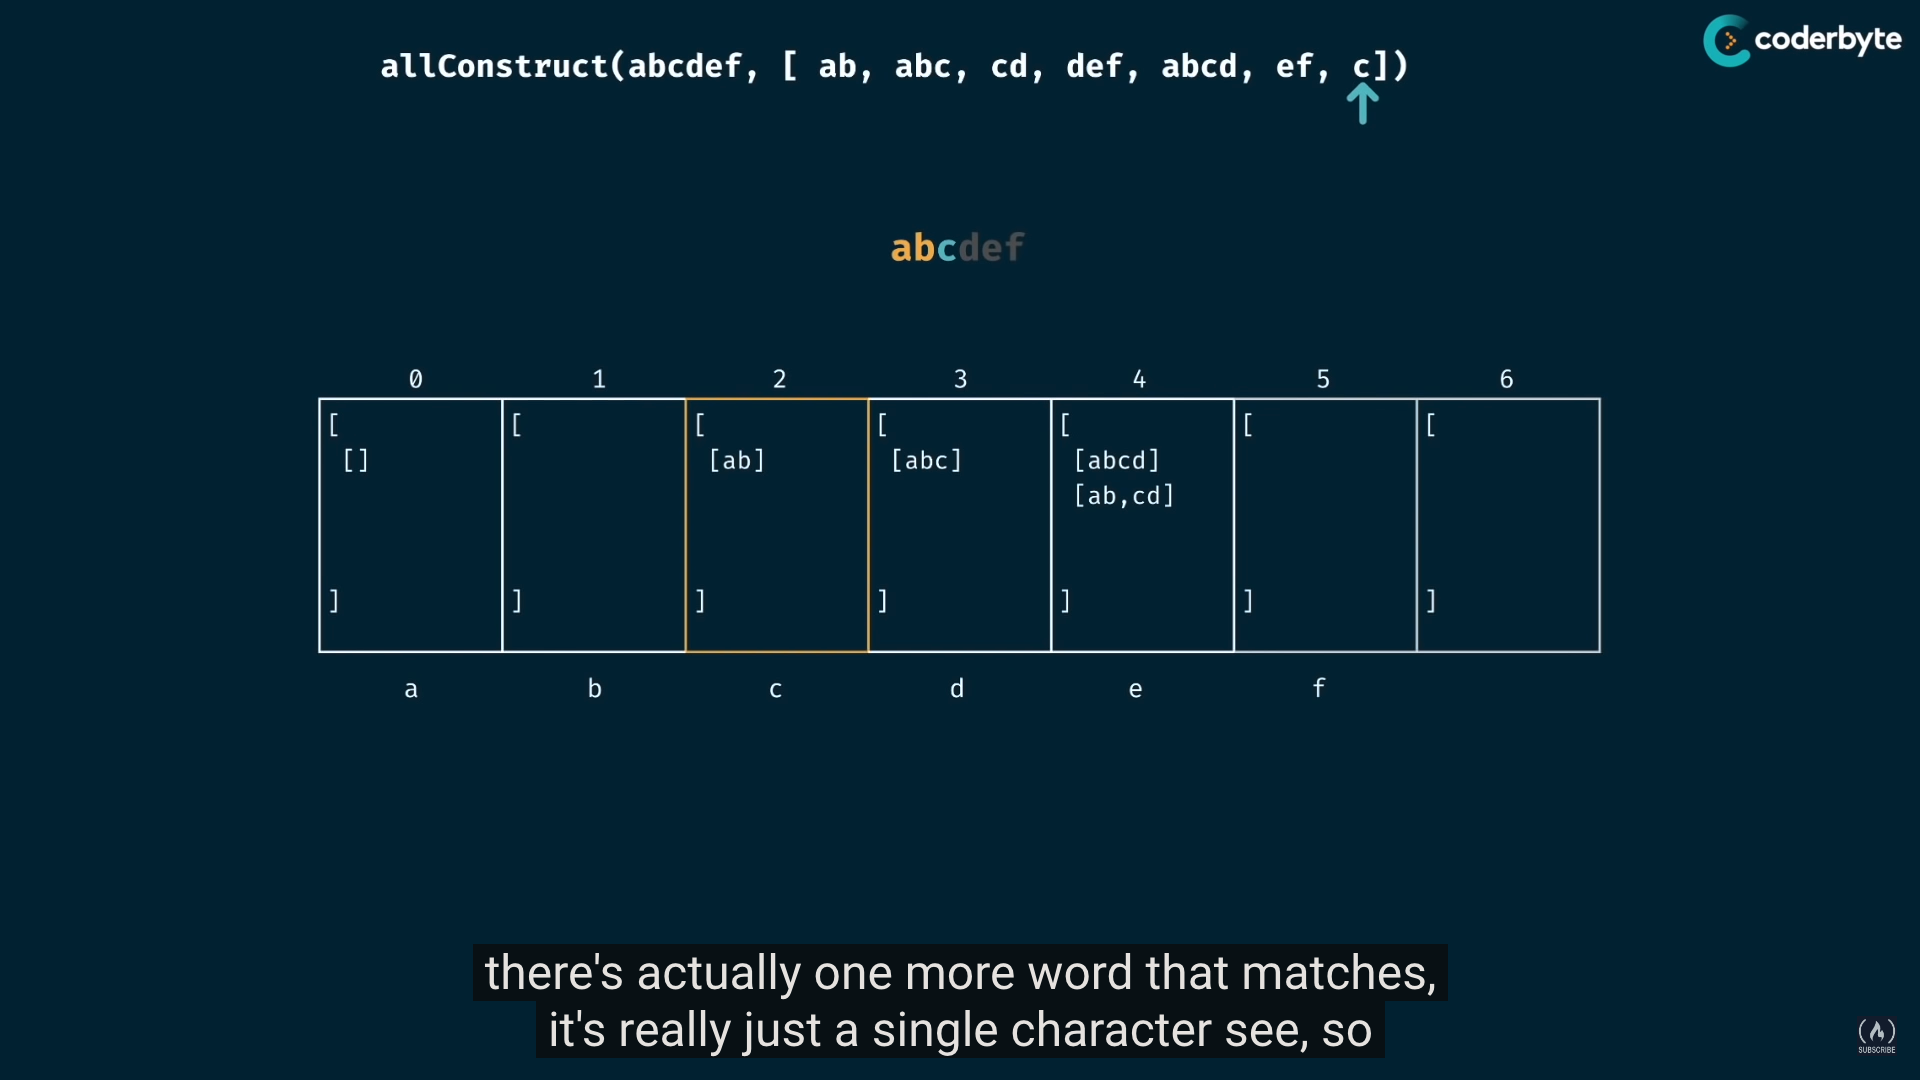 coderbyte
allConstruct(abcdef, [ ab, abc, cd, def, abcd, ef, c])
abcdef
0 1 2 3 4 5 6
[ [ [ [ [ [ [
[] [ab] [abc] [abcd]
[ab,cd]
] ] ] ] ] ] ]
a b c d e f
there's actually one more word that matches,
it's really just a single character see, so
SUBSCRIBE